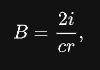 B = \frac{2i}{cr},